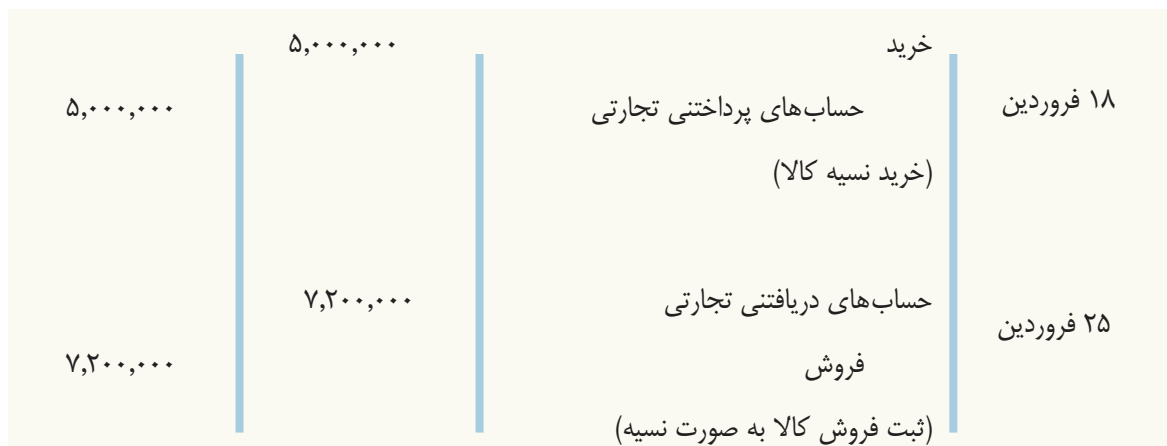 خرید ۵,۰۰۰,۰۰۰
۱۸ فروردین
حساب‌های پرداختنی تجارتی ۵,۰۰۰,۰۰۰
(خرید نسیه کالا)
حساب‌های دریافتنی تجارتی ۷,۲۰۰,۰۰۰
۲۵ فروردین
فروش ۷,۲۰۰,۰۰۰
(ثبت فروش کالا به صورت نسیه)